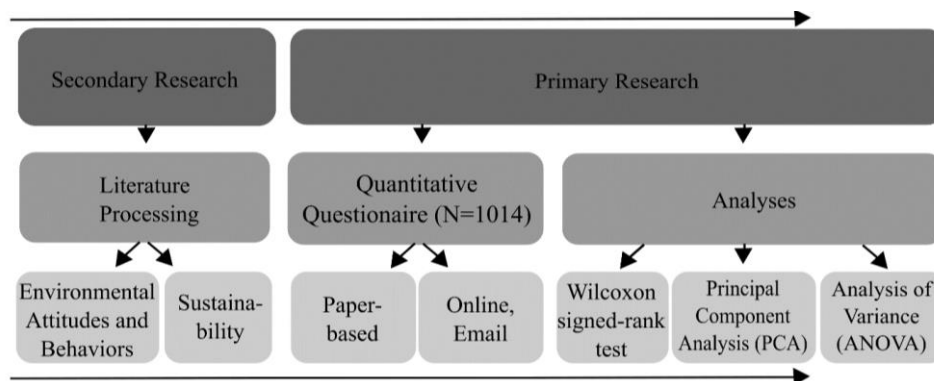 Secondary Research
Primary Research
Literature
Processing
Quantitative
Questionaire (N=1014)
Analyses
Environmental
Attitudes and
Behaviors
Sustaina-
bility
Paper-
based
Online,
Email
Wilcoxon
signed-rank
test
Principal
Component
Analysis (PCA)
Analysis of
Variance
(ANOVA)